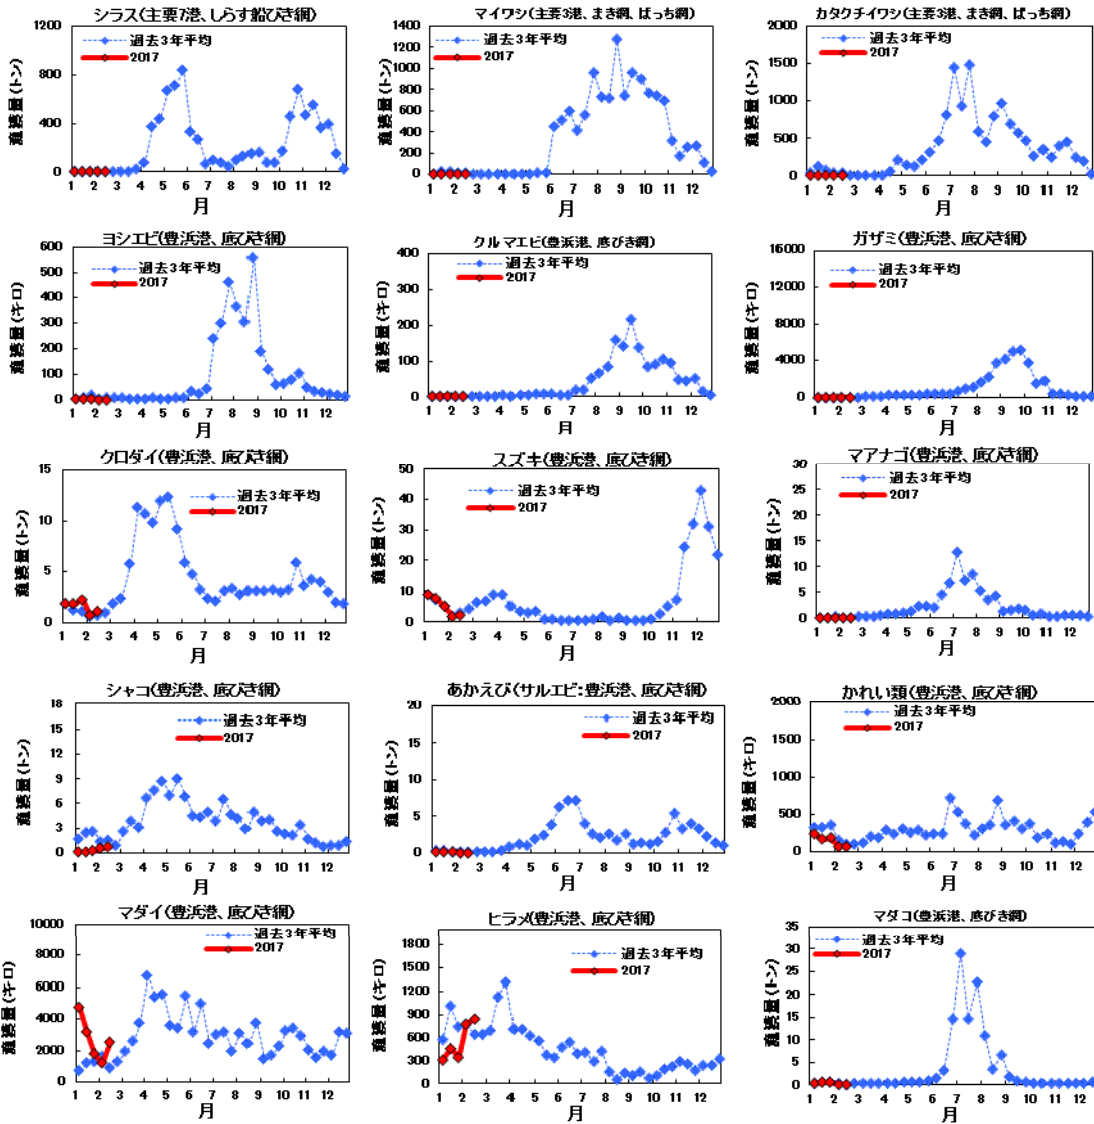 シラス(主要7港、しらす船びき網)
漁獲量(トン)
1200
800
400
0
過去3年平均
2017
1 2 3 4 5 6 7 8 9 10 11 12
月
マイワシ(主要3港、まき網、ばっち網)
漁獲量(トン)
1400
1200
1000
800
600
400
200
0
過去3年平均
2017
1 2 3 4 5 6 7 8 9 10 11 12
月
カタクチイワシ(主要3港、まき網、ばっち網)
漁獲量(トン)
2000
1500
1000
500
0
過去3年平均
2017
1 2 3 4 5 6 7 8 9 10 11 12
月
ヨシエビ(豊浜港、底びき網)
漁獲量(キロ)
600
500
400
300
200
100
0
過去3年平均
2017
1 2 3 4 5 6 7 8 9 10 11 12
月
クルマエビ(豊浜港、底びき網)
漁獲量(キロ)
400
300
200
100
0
過去3年平均
2017
1 2 3 4 5 6 7 8 9 10 11 12
月
ガザミ(豊浜港、底びき網)
漁獲量(キロ)
16000
12000
8000
4000
0
過去3年平均
2017
1 2 3 4 5 6 7 8 9 10 11 12
月
クロダイ(豊浜港、底びき網)
漁獲量(トン)
15
10
5
0
過去3年平均
2017
1 2 3 4 5 6 7 8 9 10 11 12
月
スズキ(豊浜港、底びき網)
漁獲量(トン)
50
40
30
20
10
0
過去3年平均
2017
1 2 3 4 5 6 7 8 9 10 11 12
月
マアナゴ(豊浜港、底びき網)
漁獲量(トン)
30
25
20
15
10
5
0
過去3年平均
2017
1 2 3 4 5 6 7 8 9 10 11 12
月
シャコ(豊浜港、底びき網)
漁獲量(トン)
18
15
12
9
6
3
0
過去3年平均
2017
1 2 3 4 5 6 7 8 9 10 11 12
月
あかえび(サルエビ:豊浜港、底びき網)
漁獲量(トン)
20
15
10
5
0
過去3年平均
2017
1 2 3 4 5 6 7 8 9 10 11 12
月
かれい類(豊浜港、底びき網)
漁獲量(キロ)
2000
1500
1000
500
0
過去3年平均
2017
1 2 3 4 5 6 7 8 9 10 11 12
月
マダイ(豊浜港、底びき網)
漁獲量(キロ)
10000
8000
6000
4000
2000
0
過去3年平均
2017
1 2 3 4 5 6 7 8 9 10 11 12
月
ヒラメ(豊浜港、底びき網)
漁獲量(キロ)
1800
1500
1200
900
600
300
0
過去3年平均
2017
1 2 3 4 5 6 7 8 9 10 11 12
月
マダコ(豊浜港、底びき網)
漁獲量(トン)
35
30
25
20
15
10
5
0
過去3年平均
2017
1 2 3 4 5 6 7 8 9 10 11 12
月